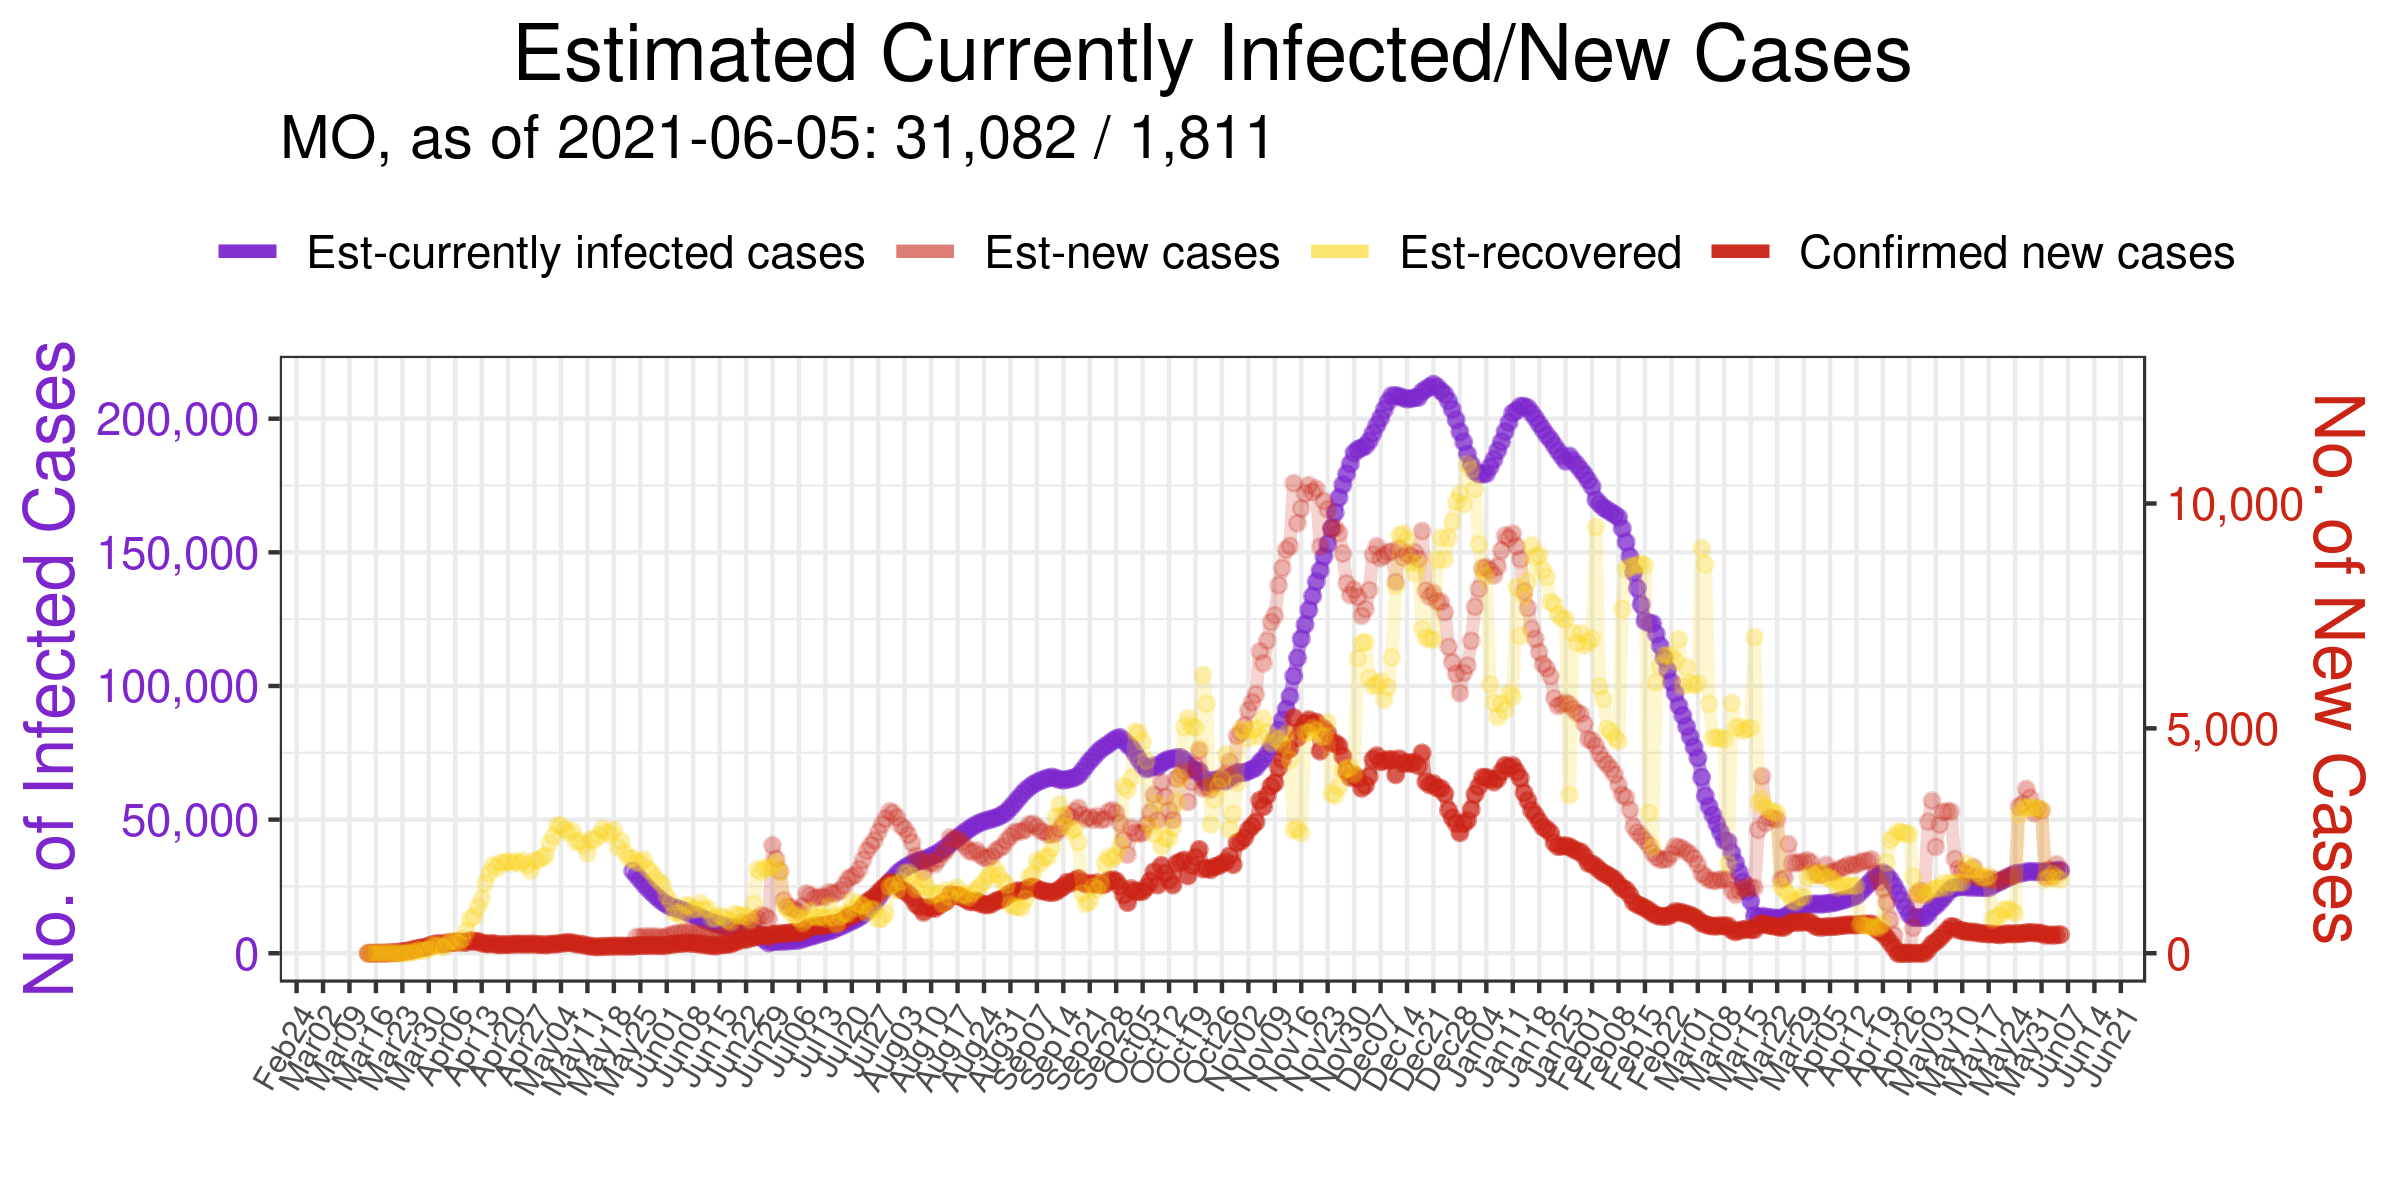 Estimated Currently Infected/New Cases
MO, as of 2021-06-05: 31,082 / 1,811
Est-currently infected cases Est-new cases Est-recovered Confirmed new cases
No. of Infected Cases
200,000
150,000
100,000
50,000
0
No. of New Cases
10,000
5,000
0
Feb24 Mar02 Mar09 Mar16 Mar23 Mar30 Apr06 Apr13 Apr20 Apr27 May04 May11 May18 May25 Jun01 Jun08 Jun15 Jun22 Jun29 Jul06 Jul13 Jul20 Jul27 Aug03 Aug10 Aug17 Aug24 Aug31 Sep07 Sep14 Sep21 Sep28 Oct05 Oct12 Oct19 Oct26 Nov02 Nov09 Nov16 Nov23 Nov30 Dec07 Dec14 Dec21 Dec28 Jan04 Jan11 Jan18 Jan25 Feb01 Feb08 Feb15 Feb22 Mar01 Mar08 Mar15 Mar22 Mar29 Apr05 Apr12 Apr19 Apr26 May03 May10 May17 May24 May31 Jun07 Jun14 Jun21